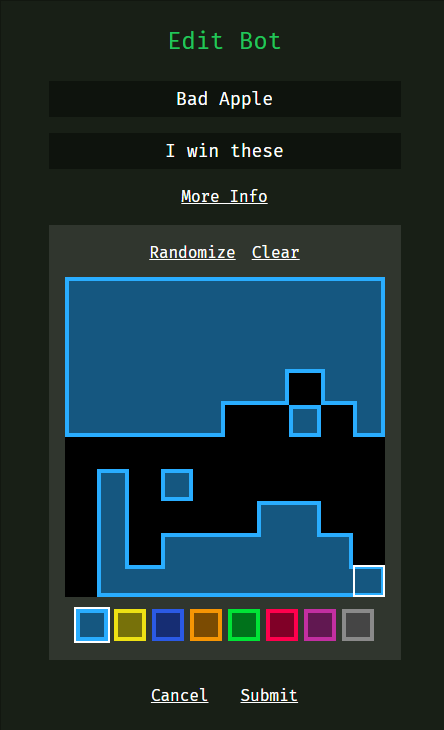 Edit Bot
Bad Apple
I win these
More Info
Randomize Clear
Cancel Submit